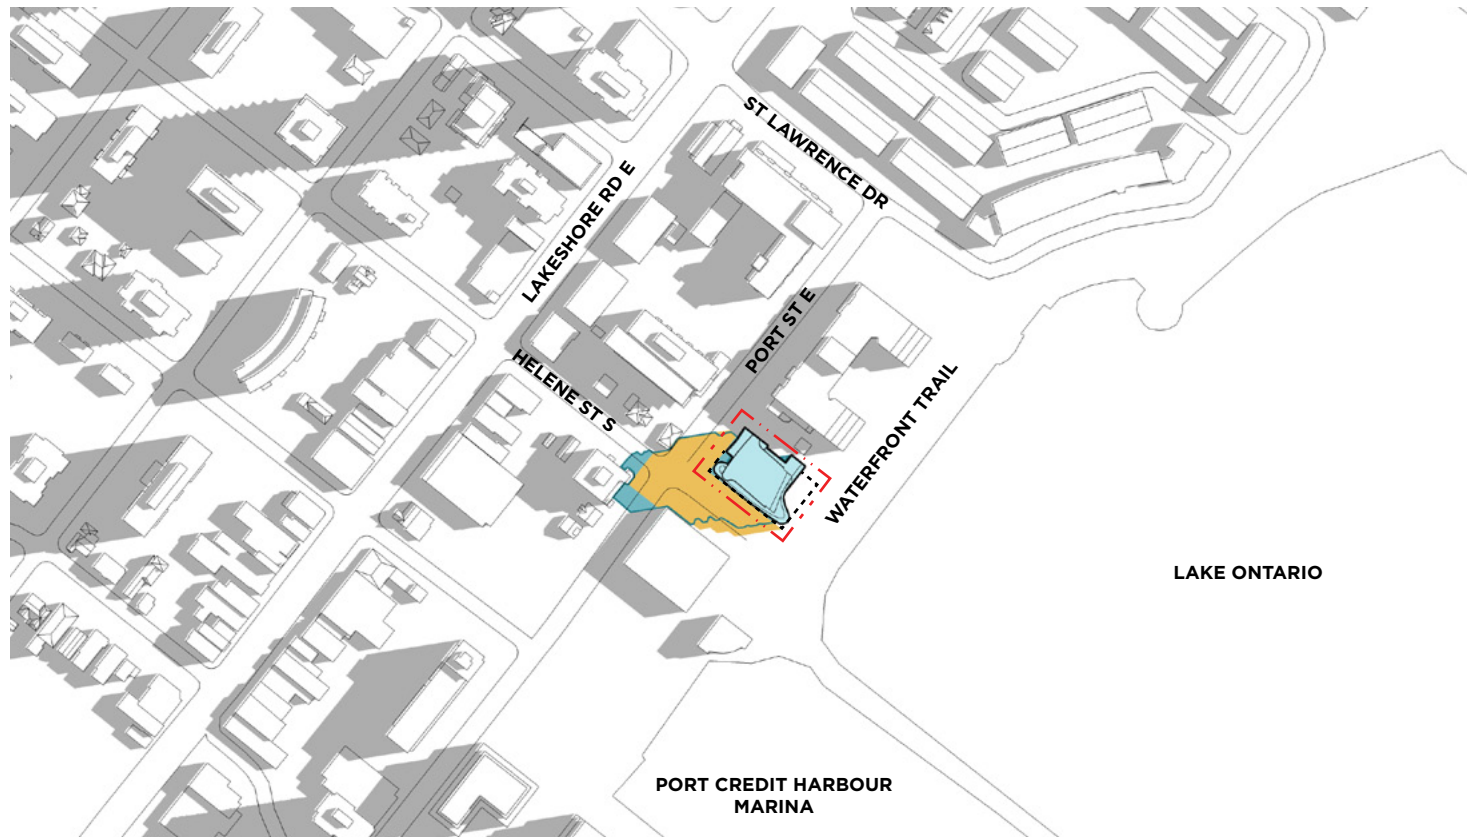 ST LAWRENCE DR
LAKESHORE RD E
PORT ST E
HELENE ST S
WATERFRONT TRAIL
LAKE ONTARIO
PORT CREDIT HARBOUR
MARINA